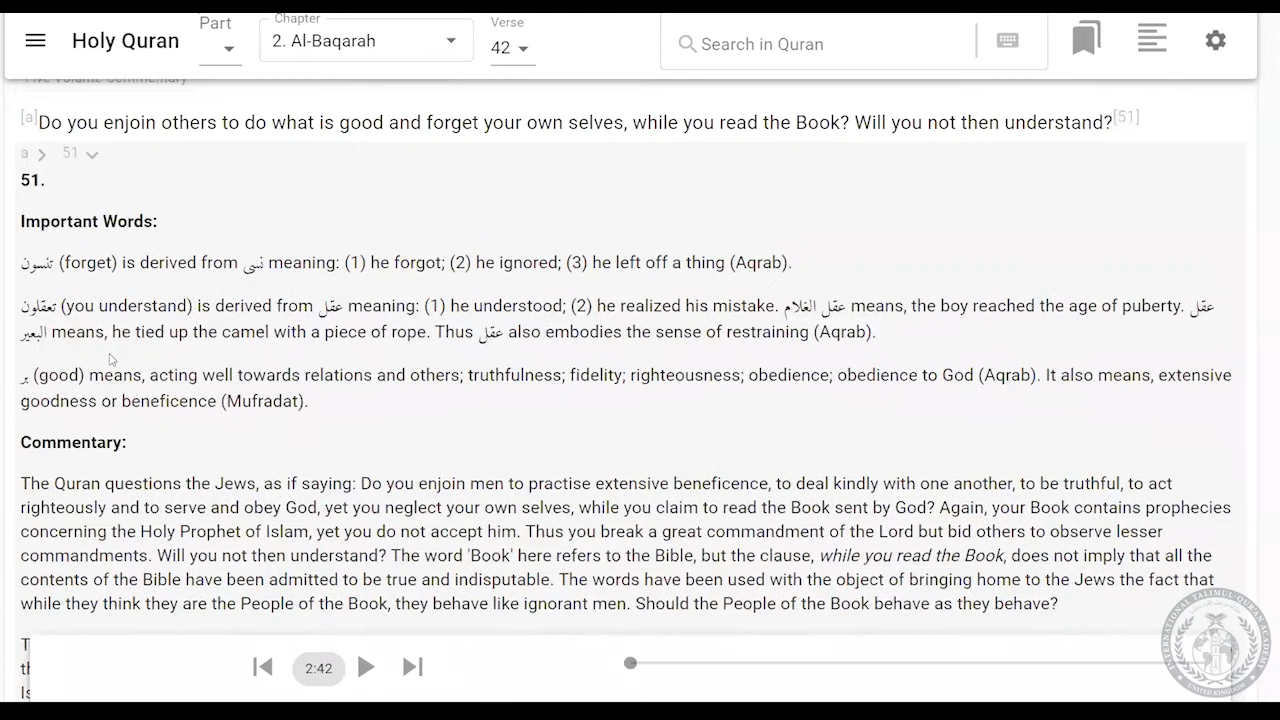 Part
Chapter
Verse
Holy Quran
2. Al-Baqarah
42
Search in Quran
Five Volume Commentary
[a]Do you enjoin others to do what is good and forget your own selves, while you read the Book? Will you not then understand?[51]
a 51
51.
Important Words:
تنسون (forget) is derived from نسى meaning: (1) he forgot; (2) he ignored; (3) he left off a thing (Aqrab).
تعقلون (you understand) is derived from عقل meaning: (1) he understood; (2) he realized his mistake. عقل الغلام means, the boy reached the age of puberty. عقل
البعير means, he tied up the camel with a piece of rope. Thus عقل also embodies the sense of restraining (Aqrab).
بر (good) means, acting well towards relations and others; truthfulness; fidelity; righteousness; obedience; obedience to God (Aqrab). It also means, extensive
goodness or beneficence (Mufradat).
Commentary:
The Quran questions the Jews, as if saying: Do you enjoin men to practise extensive beneficence, to deal kindly with one another, to be truthful, to act
righteously and to serve and obey God, yet you neglect your own selves, while you claim to read the Book sent by God? Again, your Book contains prophecies
concerning the Holy Prophet of Islam, yet you do not accept him. Thus you break a great commandment of the Lord but bid others to observe lesser
commandments. Will you not then understand? The word 'Book' here refers to the Bible, but the clause, while you read the Book, does not imply that all the
contents of the Bible have been admitted to be true and indisputable. The words have been used with the object of bringing home to the Jews the fact that
while they think they are the People of the Book, they behave like ignorant men. Should the People of the Book behave as they behave?
2:42
INTERNATIONAL TALIMUL-QURAN ACADEMY
UNITED KINGDOM